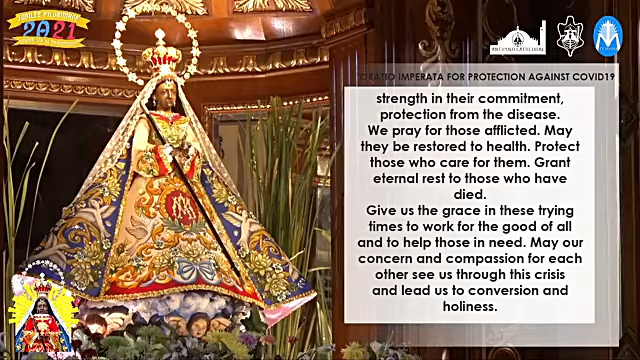 JUBILEE PILGRIMAGE
2021
ANTIPOLO CATHEDRAL
ORATIO IMPERATA FOR PROTECTION AGAINST COVID19
strength in their commitment,
protection from the disease.
We pray for those afflicted. May
they be restored to health. Protect
those who care for them. Grant
eternal rest to those who have
died.
Give us the grace in these trying
times to work for the good of all
and to help those in need. May our
concern and compassion for each
other see us through this crisis
and lead us to conversion and
holiness.